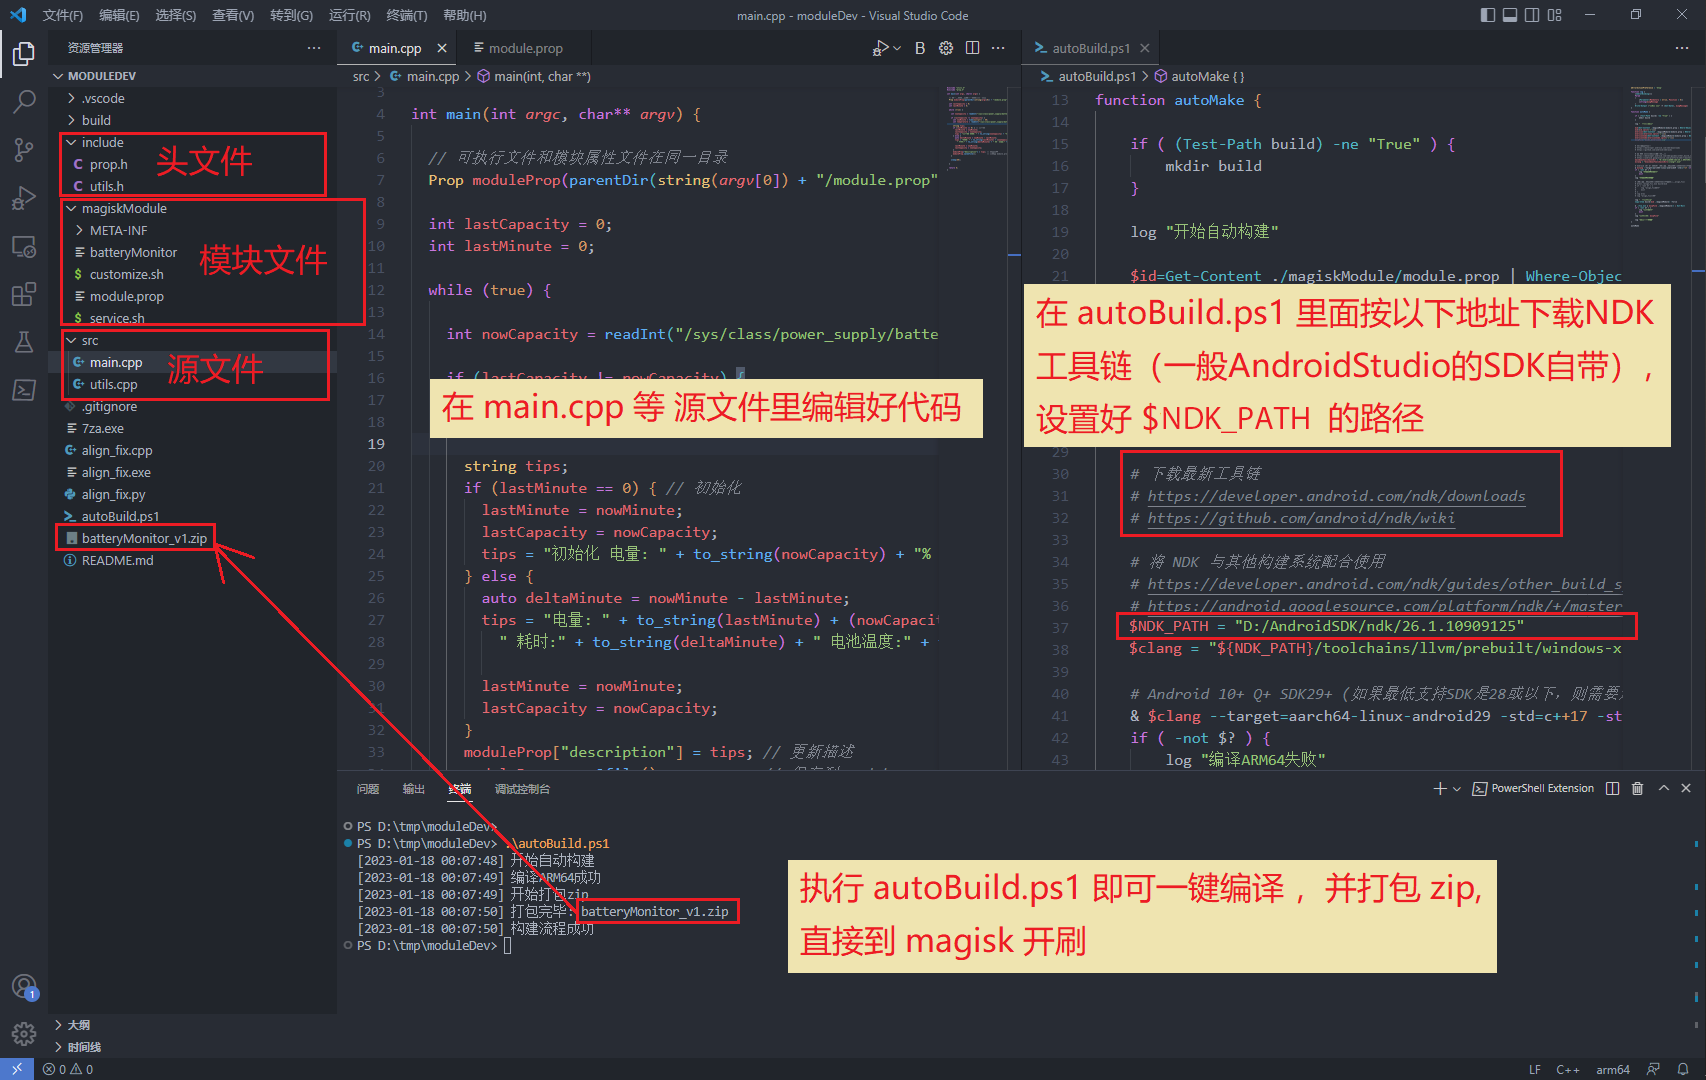 文件(F) 编辑(E) 选择(S) 查看(V) 转到(G) 运行(R) 终端(T) 帮助(H)
main.cpp - moduleDev - Visual Studio Code
资源管理器
MODULEDEV
.vscode
build
include
prop.h
utils.h
头文件
magiskModule
META-INF
batteryMonitor
customize.sh
module.prop
service.sh
模块文件
src
main.cpp
utils.cpp
源文件
.gitignore
7za.exe
align_fix.cpp
align_fix.exe
align_fix.py
autoBuild.ps1
batteryMonitor_v1.zip
README.md
大纲
时间线
main.cpp
module.prop
src > main.cpp > main(int, char **)
3
4 int main(int argc, char** argv) {
5
6 // 可执行文件和模块属性文件在同一目录
7 Prop moduleProp(parentDir(string(argv[0]) + "/module.prop"
8
9 int lastCapacity = 0;
10 int lastMinute = 0;
11
12 while (true) {
13
14 int nowCapacity = readInt("/sys/class/power_supply/batte
15
16 if (lastCapacity != nowCapacity) {
17
18
19
在 main.cpp 等 源文件里编辑好代码
20 string tips;
21 if (lastMinute == 0) { // 初始化
22 lastMinute = nowMinute;
23 lastCapacity = nowCapacity;
24 tips = "初始化 电量: " + to_string(nowCapacity) + "%
25 } else {
26 auto deltaMinute = nowMinute - lastMinute;
27 tips = "电量: " + to_string(lastMinute) + (nowCapacit
28 " 耗时:" + to_string(deltaMinute) + " 电池温度:" +
29
30 lastMinute = nowMinute;
31 lastCapacity = nowCapacity;
32 }
33 moduleProp["description"] = tips; // 更新描述
autoBuild.ps1
autoBuild.ps1 > autoMake { }
13 function autoMake {
14
15 if ( (Test-Path build) -ne "True" ) {
16 mkdir build
17 }
18
19 log "开始自动构建"
20
21 $id=Get-Content ./magiskModule/module.prop | Where-Objec
在 autoBuild.ps1 里面按以下地址下载NDK
工具链（一般AndroidStudio的SDK自带），
设置好 $NDK_PATH 的路径
29
30 # 下载最新工具链
31 # https://developer.android.com/ndk/downloads
32 # https://github.com/android/ndk/wiki
33
34 # 将 NDK 与其他构建系统配合使用
35 # https://developer.android.com/ndk/guides/other_build_s
36 # https://android.googlesource.com/platform/ndk/+/master
37 $NDK_PATH = "D:/AndroidSDK/ndk/26.1.10909125"
38 $clang = "${NDK_PATH}/toolchains/llvm/prebuilt/windows-x
39
40 # Android 10+ Q+ SDK29+ (如果最低支持SDK是28或以下, 则需要
41 & $clang --target=aarch64-linux-android29 -std=c++17 -st
42 if ( -not $? ) {
43 log "编译ARM64失败"
问题 输出 终端 调试控制台
PowerShell Extension
PS D:\tmp\moduleDev>
PS D:\tmp\moduleDev> .\autoBuild.ps1
[2023-01-18 00:07:48] 开始自动构建
[2023-01-18 00:07:49] 编译ARM64成功
[2023-01-18 00:07:49] 开始打包zip
[2023-01-18 00:07:50] 打包完毕: batteryMonitor_v1.zip
[2023-01-18 00:07:50] 构建流程成功
PS D:\tmp\moduleDev>
执行 autoBuild.ps1 即可一键编译， 并打包 zip,
直接到 magisk 开刷
1
0 0
LF C++ arm64